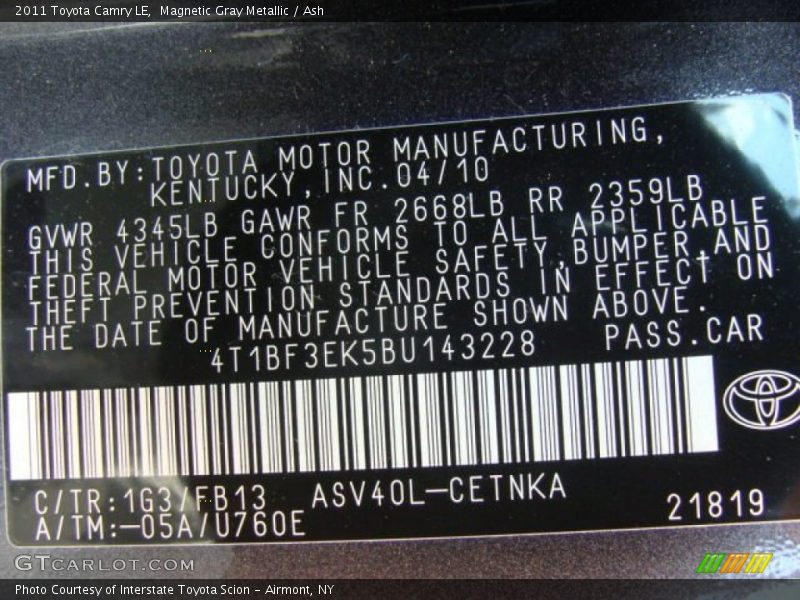 2011 Toyota Camry LE,  Magnetic Gray Metallic / Ash
MFD.BY:TOYOTA MOTOR MANUFACTURING,
KENTUCKY,INC.04/10
GVWR 4345LB GAWR FR 2668LB RR 2359LB
THIS VEHICLE CONFORMS TO ALL APPLICABLE
FEDERAL MOTOR VEHICLE SAFETY,BUMPER,AND
THEFT PREVENTION STANDARDS IN EFFECT ON
THE DATE OF MANUFACTURE SHOWN ABOVE.
4T1BF3EK5BU143228 PASS.CAR
C/TR:1G3/FB13 ASV40L-CETNKA
A/TM:-05A/U760E 21819
GTCARLOT.COM
Photo Courtesy of Interstate Toyota Scion - Airmont, NY